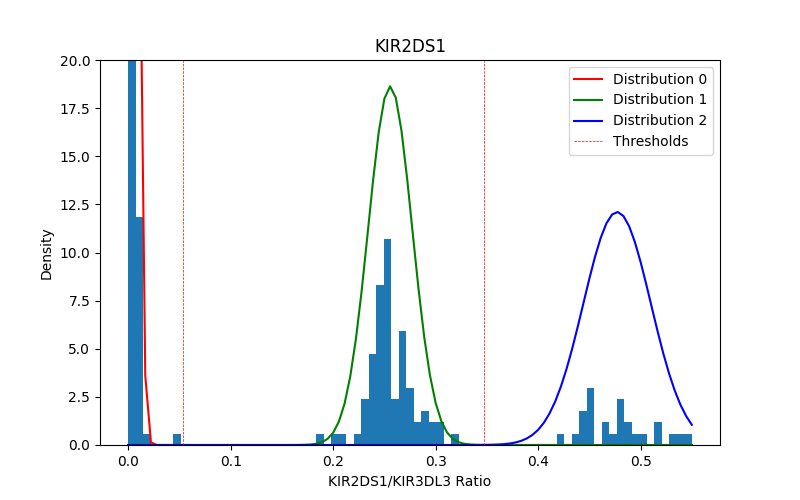 KIR2DS1
20.0
17.5
15.0
12.5
10.0
7.5
5.0
2.5
0.0
Density
Distribution 0
Distribution 1
Distribution 2
Thresholds
0.0 0.1 0.2 0.3 0.4 0.5
KIR2DS1/KIR3DL3 Ratio